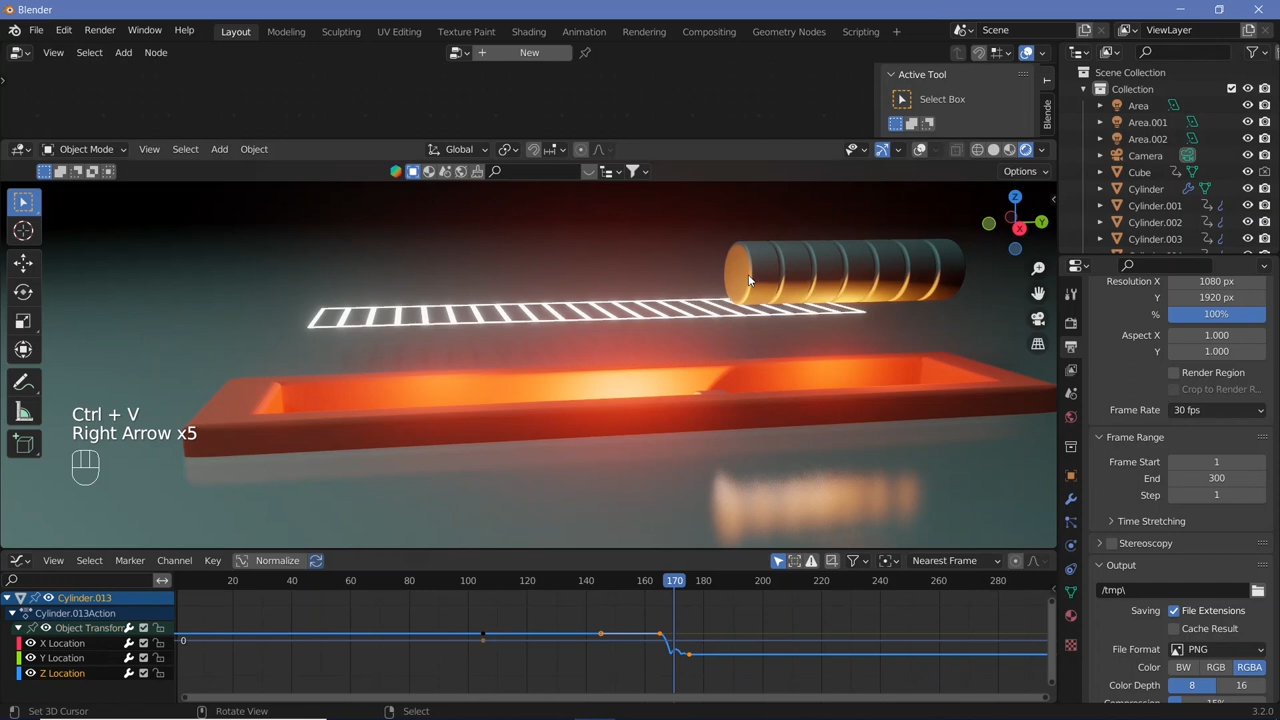 Blender
File Edit Render Window Help Layout Modeling Sculpting UV Editing Texture Paint Shading Animation Rendering Compositing Geometry Nodes Scripting + Scene ViewLayer
View Select Add Node + New
Scene Collection
Active Tool
Collection
Select Box
Area
Area.001
Area.002
Object Mode View Select Add Object Global
Camera
Options
Cube
Cylinder
Cylinder.001
Cylinder.002
Cylinder.003
Z
Y
X
Resolution X 1080 px
Y 1920 px
% 100%
Aspect X 1.000
Y 1.000
Render Region
Crop to Render R...
Frame Rate 30 fps
Ctrl + V
Right Arrow x5
Frame Range
Frame Start 1
End 300
Step 1
Time Stretching
Stereoscopy
Output
View Select Marker Channel Key Normalize Nearest Frame
20 40 60 80 100 120 140 160 170 180 200 220 240 260 280
/tmp\
Cylinder.013
Cylinder.013Action
Object Transform
X Location
Y Location
Z Location
0
Saving File Extensions
Cache Result
File Format PNG
Color BW RGB RGBA
Color Depth 8 16
Set 3D Cursor Rotate View Select 3.2.0